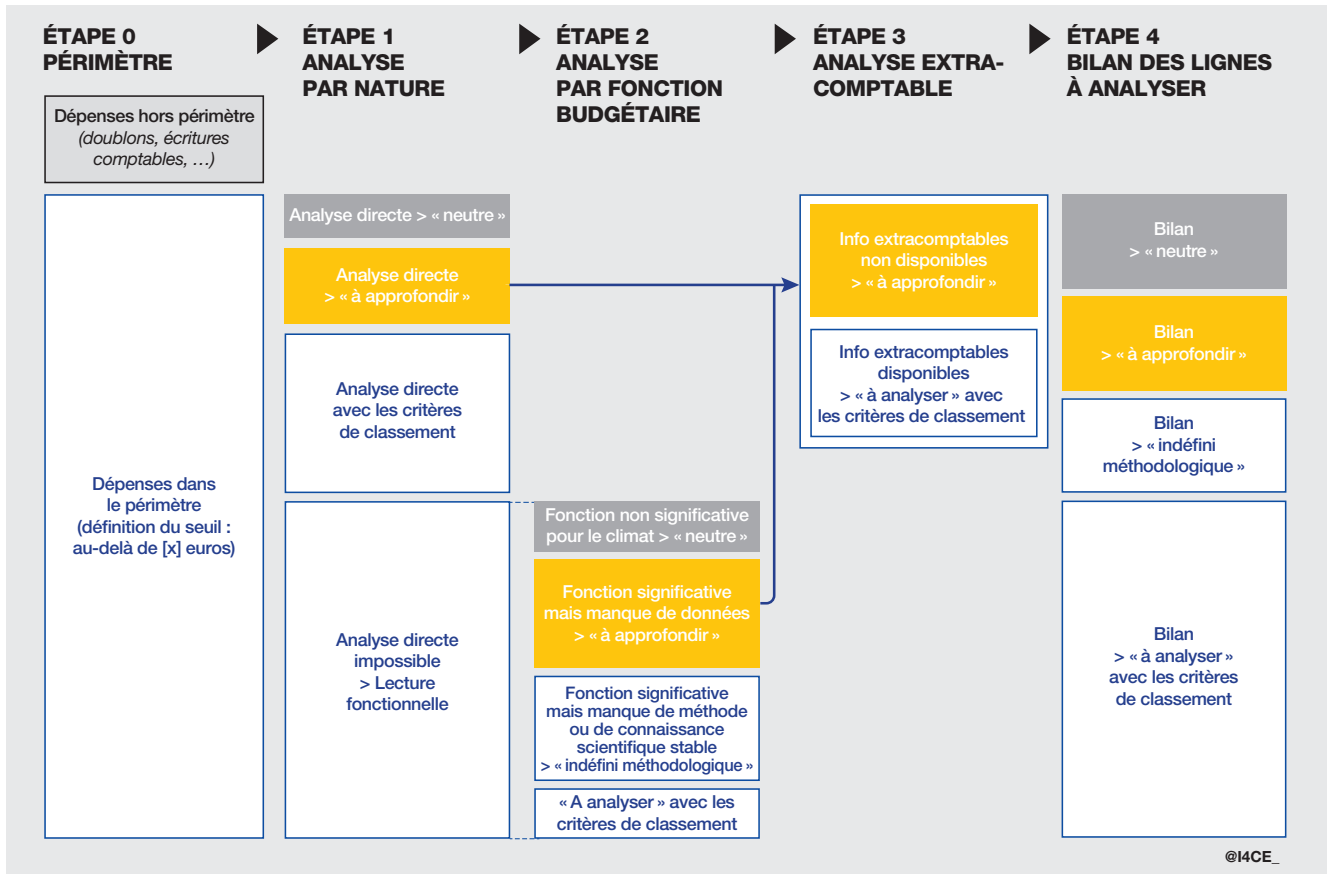 ÉTAPE 0
PÉRIMÈTRE
ÉTAPE 1
ANALYSE
PAR NATURE
ÉTAPE 2
ANALYSE
PAR FONCTION
BUDGÉTAIRE
ÉTAPE 3
ANALYSE EXTRA-
COMPTABLE
ÉTAPE 4
BILAN DES LIGNES
À ANALYSER
Dépenses hors périmètre
(doublons, écritures
comptables, …)
Dépenses dans
le périmètre
(définition du seuil :
au-delà de [x] euros)
Analyse directe > « neutre »
Analyse directe
> « à approfondir »
Analyse directe
avec les critères
de classement
Analyse directe
impossible
> Lecture
fonctionnelle
Fonction non significative
pour le climat > « neutre »
Fonction significative
mais manque de données
> « à approfondir »
Fonction significative
mais manque de méthode
ou de connaissance
scientifique stable
> « indéfini méthodologique »
« A analyser » avec les
critères de classement
Info extracomptables
non disponibles
> « à approfondir »
Info extracomptables
disponibles
> « à analyser » avec
les critères de classement
Bilan
> « neutre »
Bilan
> « à approfondir »
Bilan
> « indéfini
méthodologique »
Bilan
> « à analyser »
avec les critères
de classement
@I4CE_